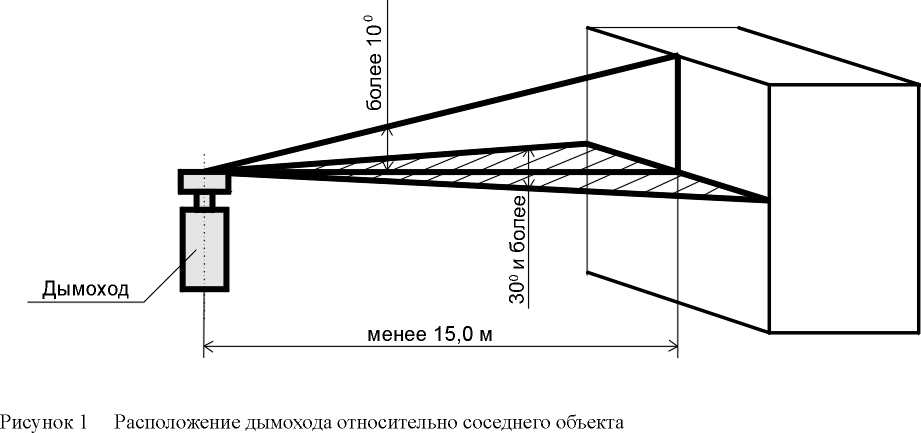 более 10⁰
30⁰ и более
Дымоход
менее 15,0 м
Рисунок 1 Расположение дымохода относительно соседнего объекта